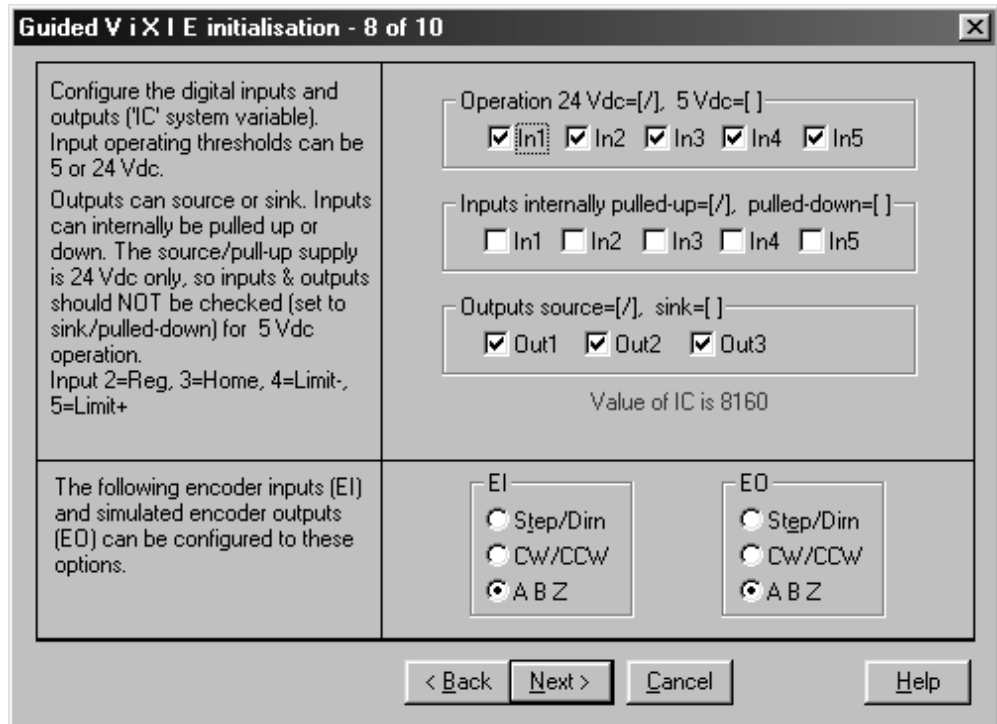 Guided V i X I E initialisation - 8 of 10
Configure the digital inputs and
outputs ('IC' system variable).
Input operating thresholds can be
5 or 24 Vdc.
Outputs can source or sink. Inputs
can internally be pulled up or
down. The source/pull-up supply
is 24 Vdc only, so inputs & outputs
should NOT be checked (set to
sink/pulled-down) for 5 Vdc
operation.
Input 2=Reg, 3=Home, 4=Limit-,
5=Limit+
Operation 24 Vdc=[/], 5 Vdc=[ ]
In1 In2 In3 In4 In5
Inputs internally pulled-up=[/], pulled-down=[ ]
In1 In2 In3 In4 In5
Outputs source=[/], sink=[ ]
Out1 Out2 Out3
Value of IC is 8160
The following encoder inputs (EI)
and simulated encoder outputs
(EO) can be configured to these
options.
EI
Step/Dirn
CW/CCW
A B Z
EO
Step/Dirn
CW/CCW
A B Z
< Back Next > Cancel Help